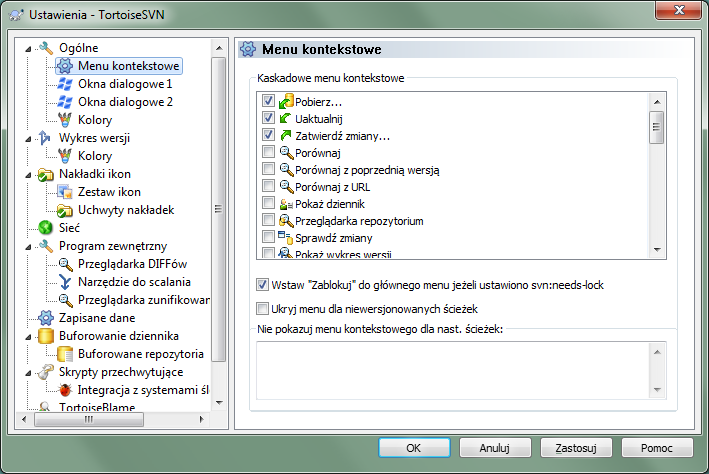 Ustawienia - TortoiseSVN
Ogólne
Menu kontekstowe
Okna dialogowe 1
Okna dialogowe 2
Kolory
Wykres wersji
Kolory
Nakładki ikon
Zestaw ikon
Uchwyty nakładek
Sieć
Program zewnętrzny
Przeglądarka DIFFów
Narzędzie do scalania
Przeglądarka zunifikowan
Zapisane dane
Buforowanie dziennika
Buforowane repozytoria
Skrypty przechwytujące
Integracja z systemami śl
TortoiseBlame
Menu kontekstowe
Kaskadowe menu kontekstowe
Pobierz...
Uaktualnij
Zatwierdź zmiany...
Porównaj
Porównaj z poprzednią wersją
Porównaj z URL
Pokaż dziennik
Przeglądarka repozytorium
Sprawdź zmiany
Pokaż wykres wersji
Wstaw "Zablokuj" do głównego menu jeżeli ustawiono svn:needs-lock
Ukryj menu dla niewersjonowanych ścieżek
Nie pokazuj menu kontekstowego dla nast. ścieżek:
OK
Anuluj
Zastosuj
Pomoc